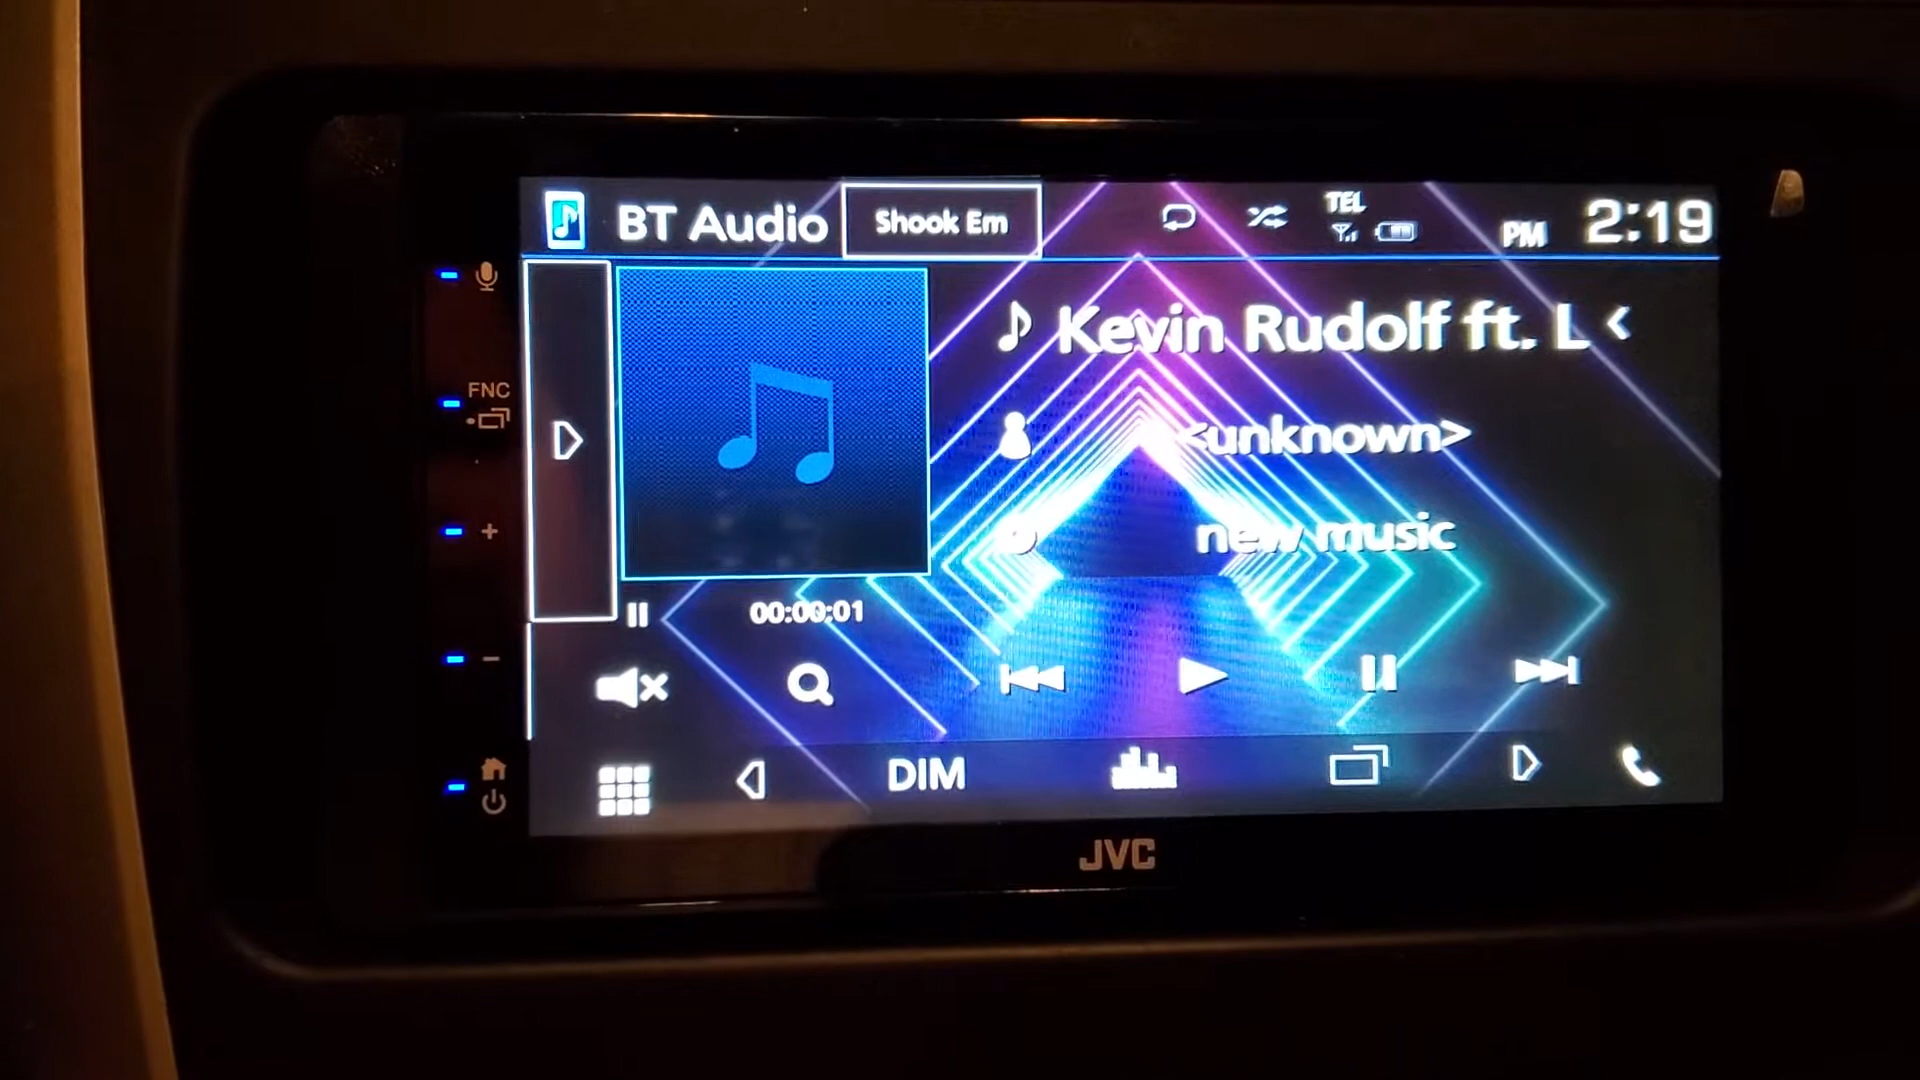 BT Audio
Shook Em
TEL
PM 2:19
Kevin Rudolf ft. L
<unknown>
new music
FNC
+
-
00:00:01
DIM
JVC